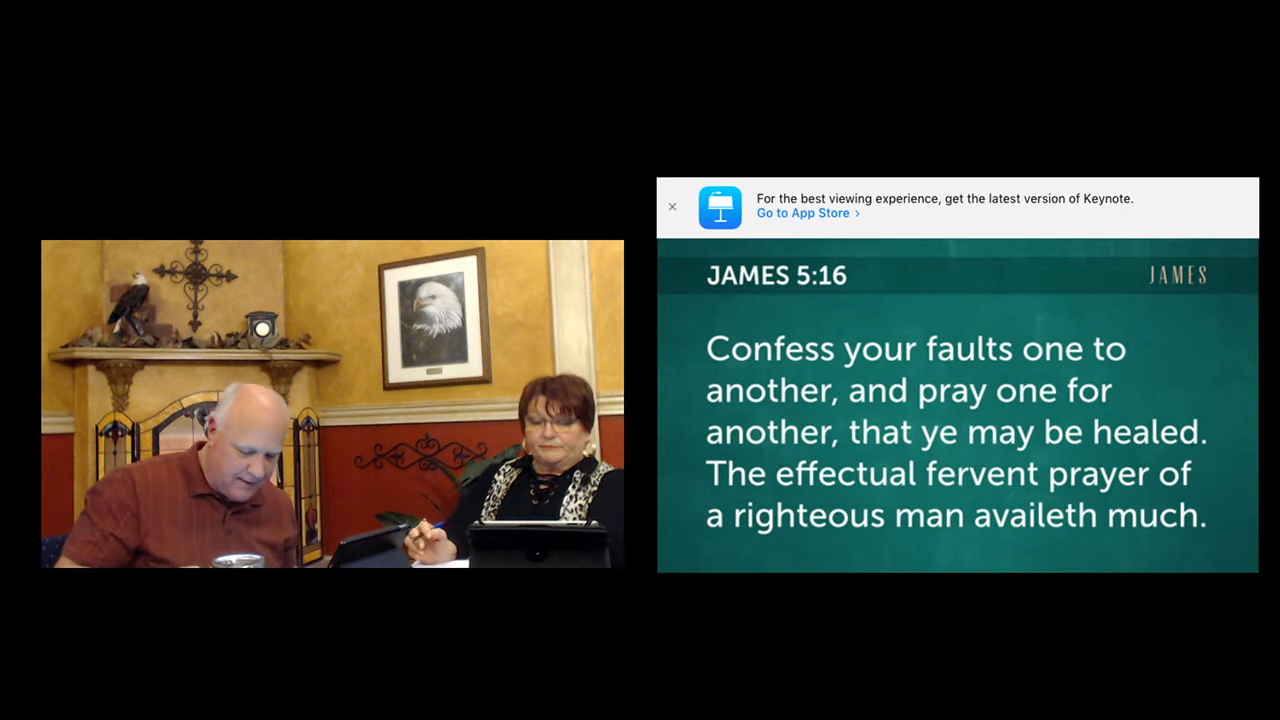 For the best viewing experience, get the latest version of Keynote.
Go to App Store >
JAMES 5:16
JAMES
Confess your faults one to
another, and pray one for
another, that ye may be healed.
The effectual fervent prayer of
a righteous man availeth much.